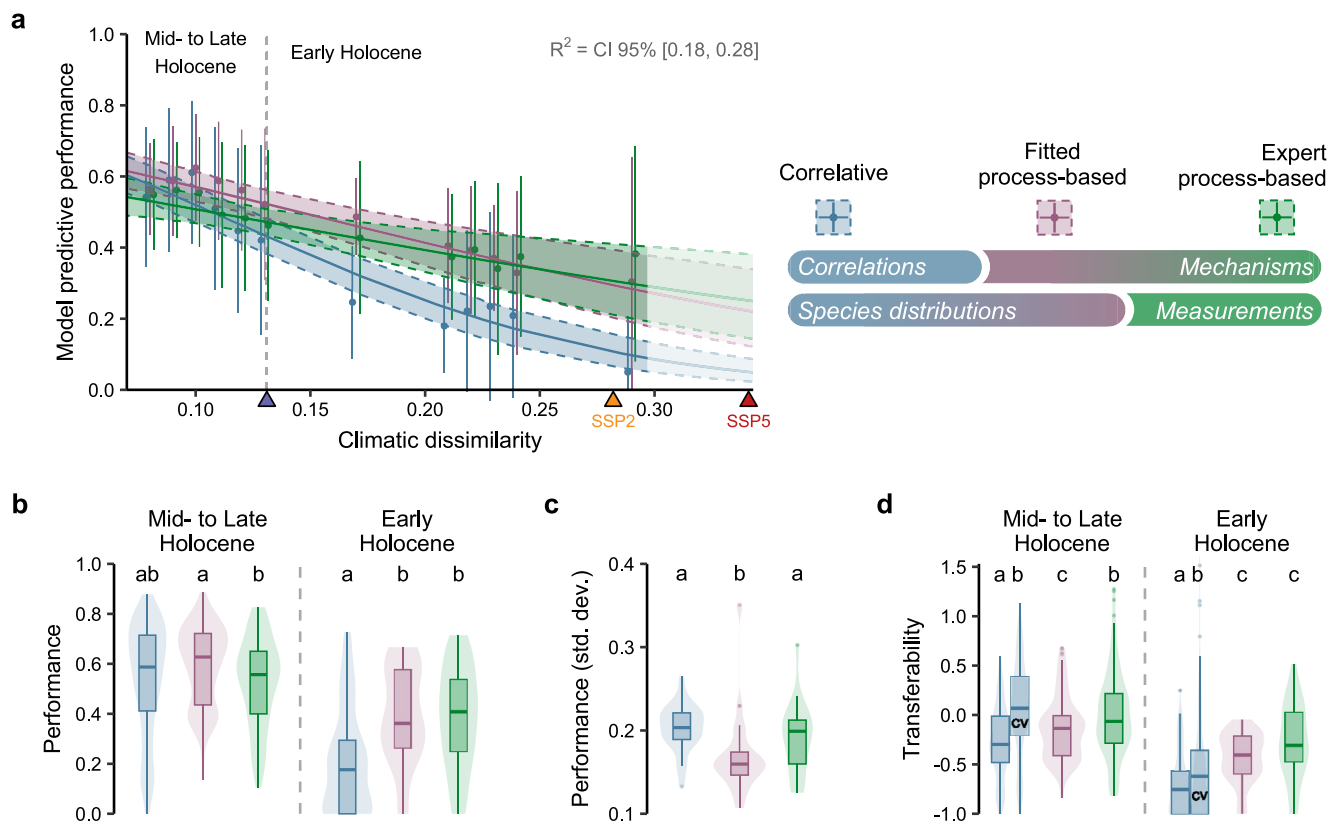 a
Mid- to Late
Holocene
Early Holocene
R² = CI 95% [0.18, 0.28]
Model predictive performance
1.0
0.8
0.6
0.4
0.2
0.0
0.10
0.15
0.20
0.25
0.30
SSP2
SSP5
Climatic dissimilarity
Correlative
Fitted
process-based
Expert
process-based
Correlations
Mechanisms
Species distributions
Measurements
b
Mid- to Late
Holocene
Early
Holocene
Performance
1.0
0.8
0.6
0.4
0.2
0.0
ab
a
b
a
b
b
c
Performance (std. dev.)
0.4
0.3
0.2
0.1
a
b
a
d
Mid- to Late
Holocene
Early
Holocene
Transferability
1.5
1.0
0.5
0.0
-0.5
-1.0
a
b
c
b
a
b
c
c
CV
CV